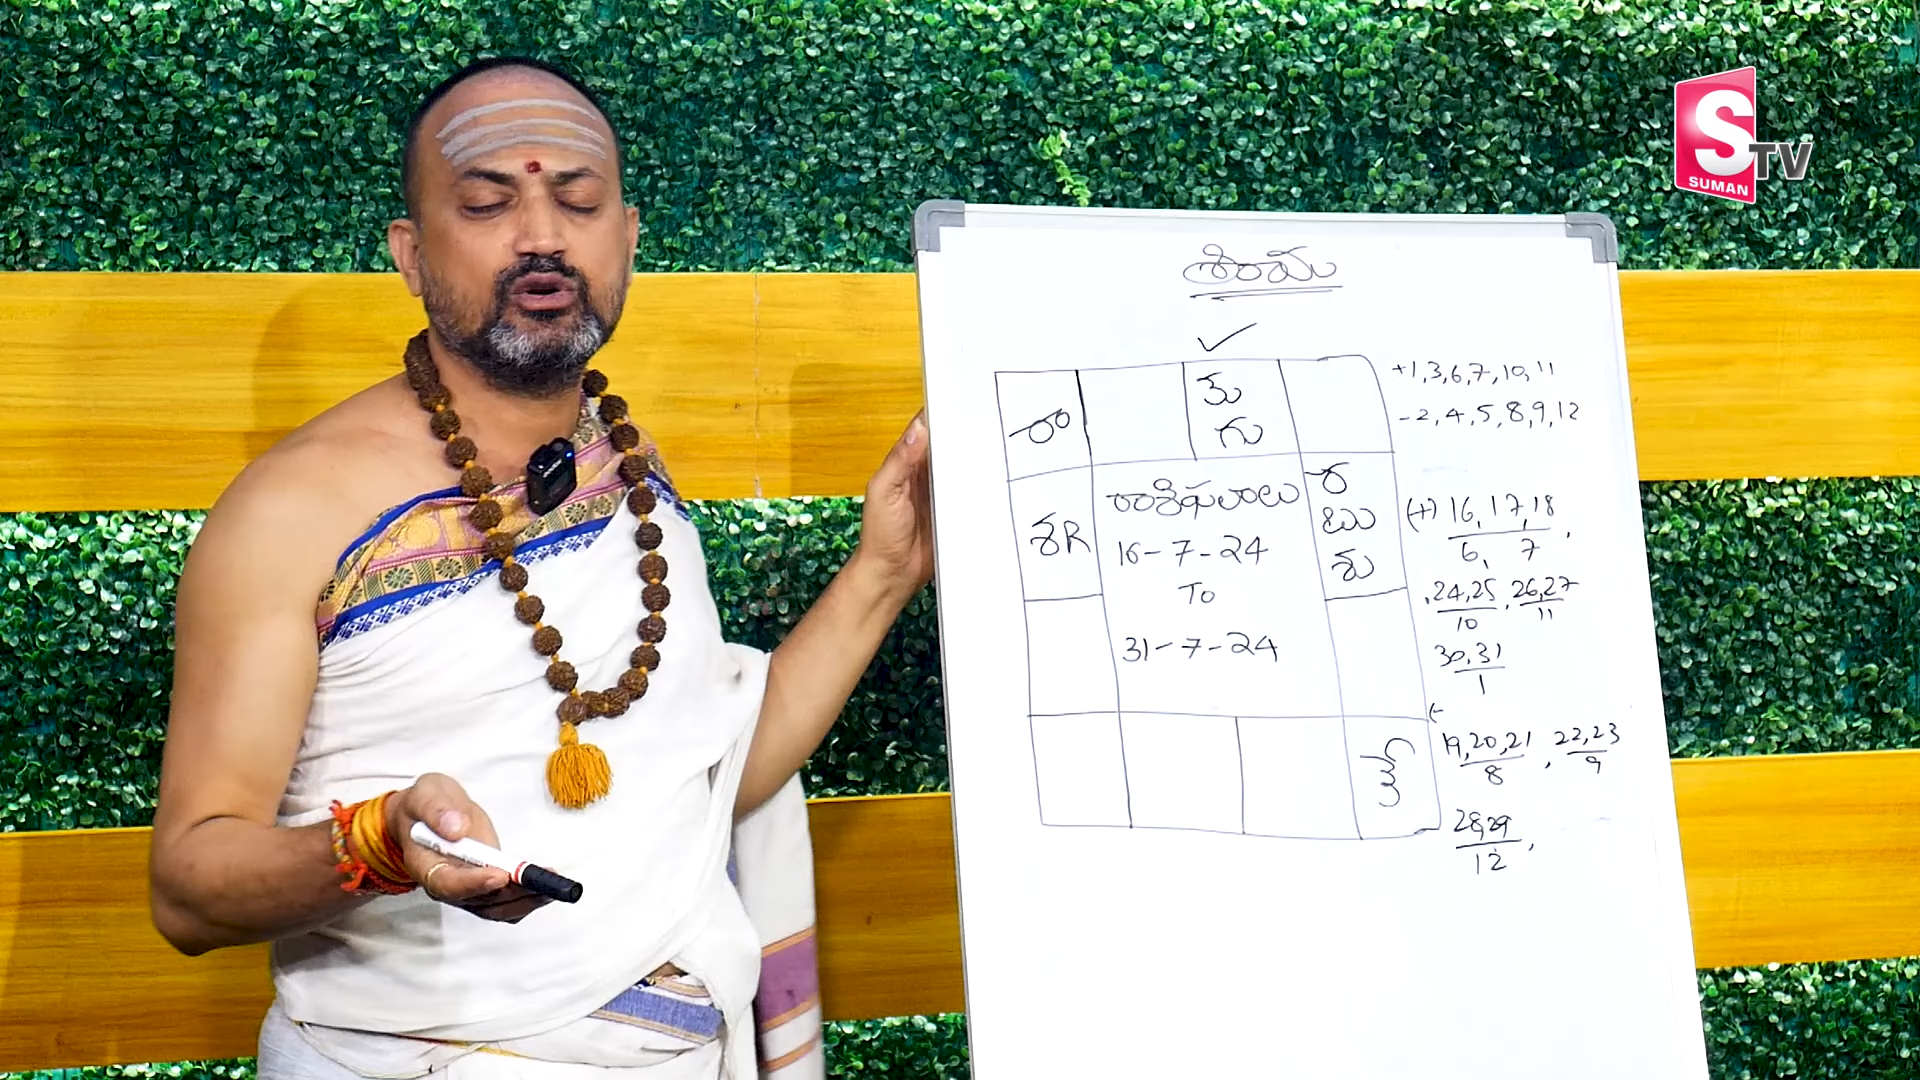 S
SUMAN TV
శ్రీరామ
రా
కు
గు
శR
రాశిఫలాలు
16-7-24
To
31-7-24
ర
బు
శు
కే
+1,3,6,7,10,11
-2,4,5,8,9,12
(+) 16,17,18,
6, 7
,24,25, 26,27
10 11
30,31
1
(-
19,20,21, 22,23
8 9
28,29,
12